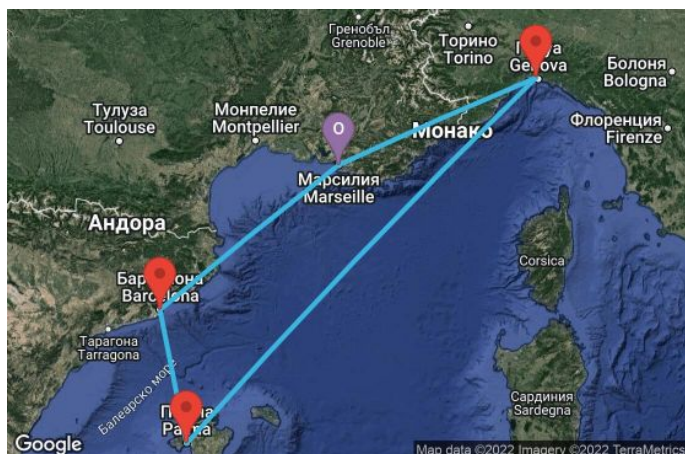 Гренобъл
Grenoble
Торино
Torino
Genova
Болоня
Bologna
Тулуза
Toulouse
Монпелие
Montpellier
Монако
Флоренция
Firenze
O
Марсилия
Marseille
Андора
Corsica
Barcelona
Тарагона
Tarragona
Балеарско море
Сардиния
Sardegna
Google
Map data ©2022 Imagery ©2022 TerraMetrics